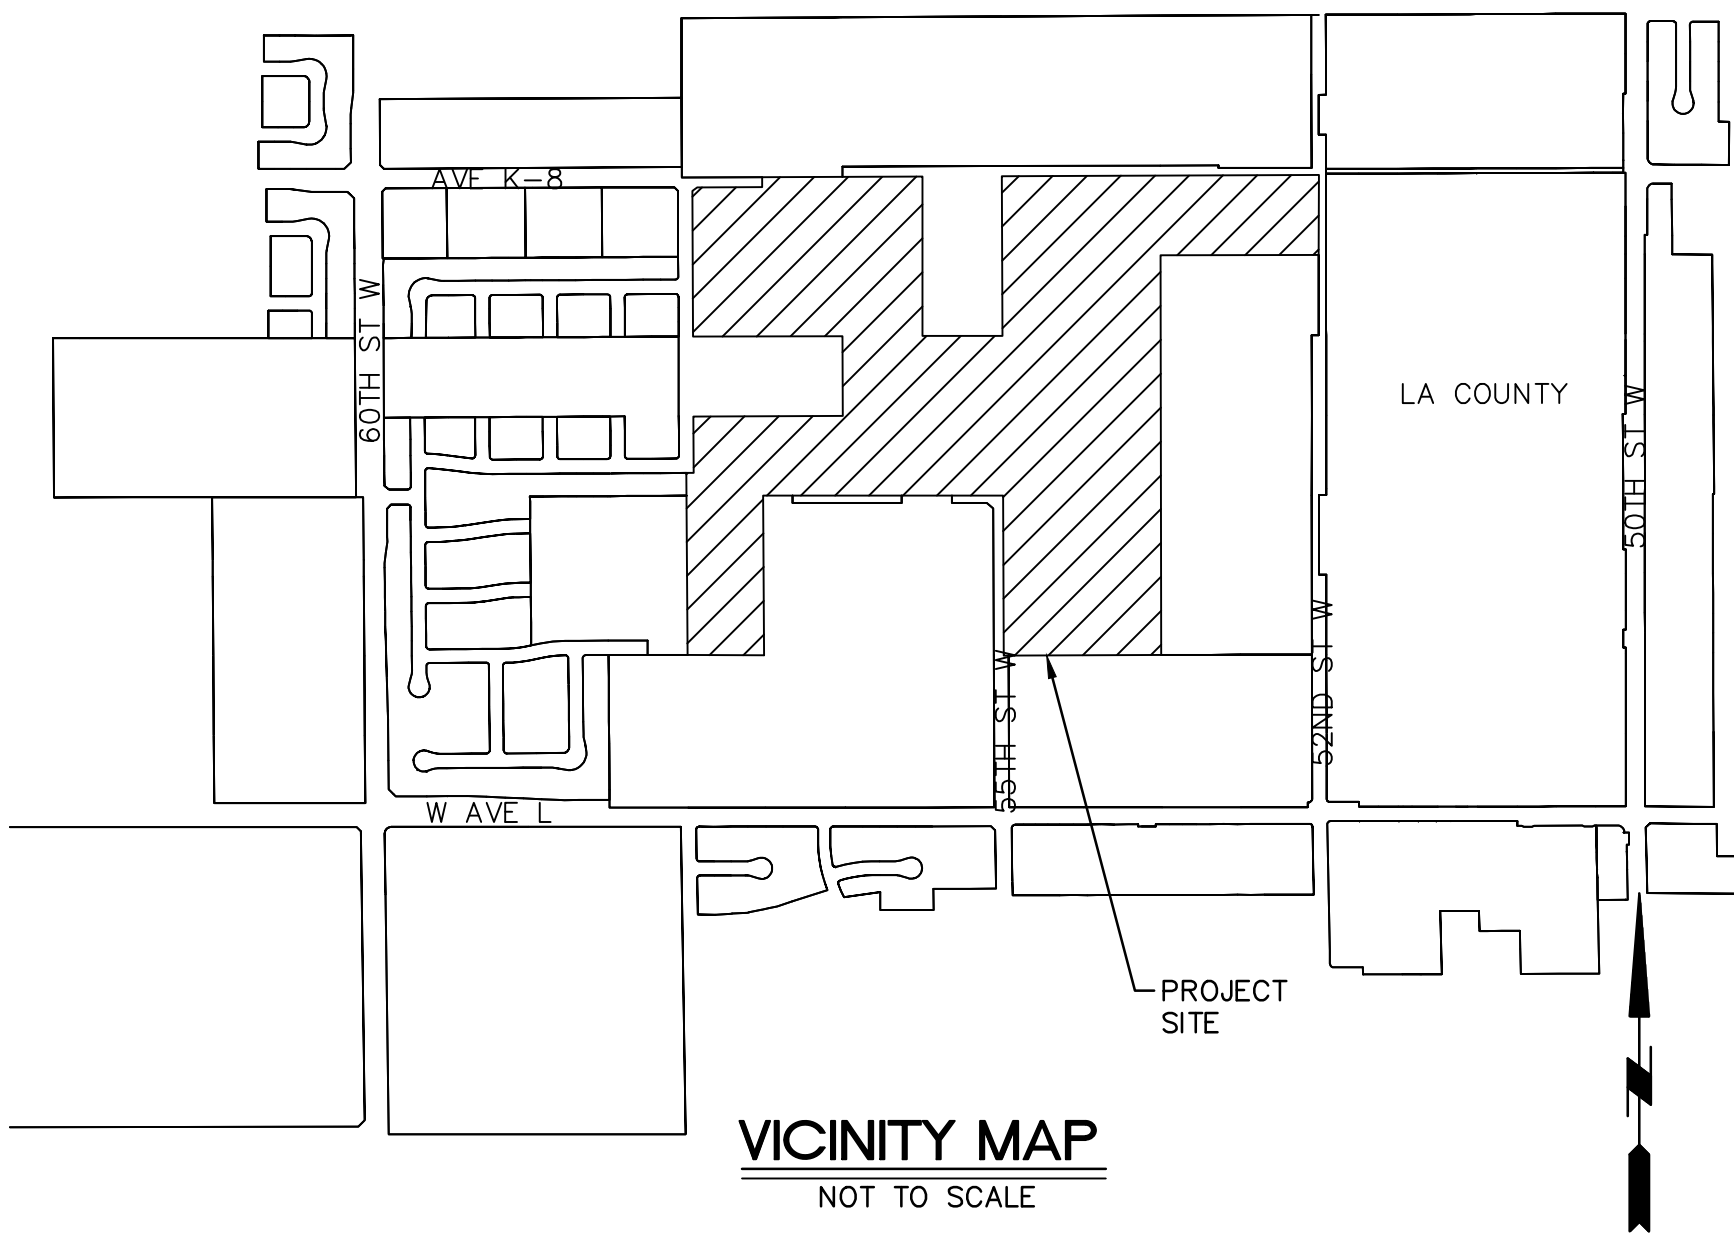 AVE K-8
60TH ST W
LA COUNTY
50TH ST W
52ND ST W
55TH ST W
W AVE L
PROJECT
SITE
N
VICINITY MAP
NOT TO SCALE